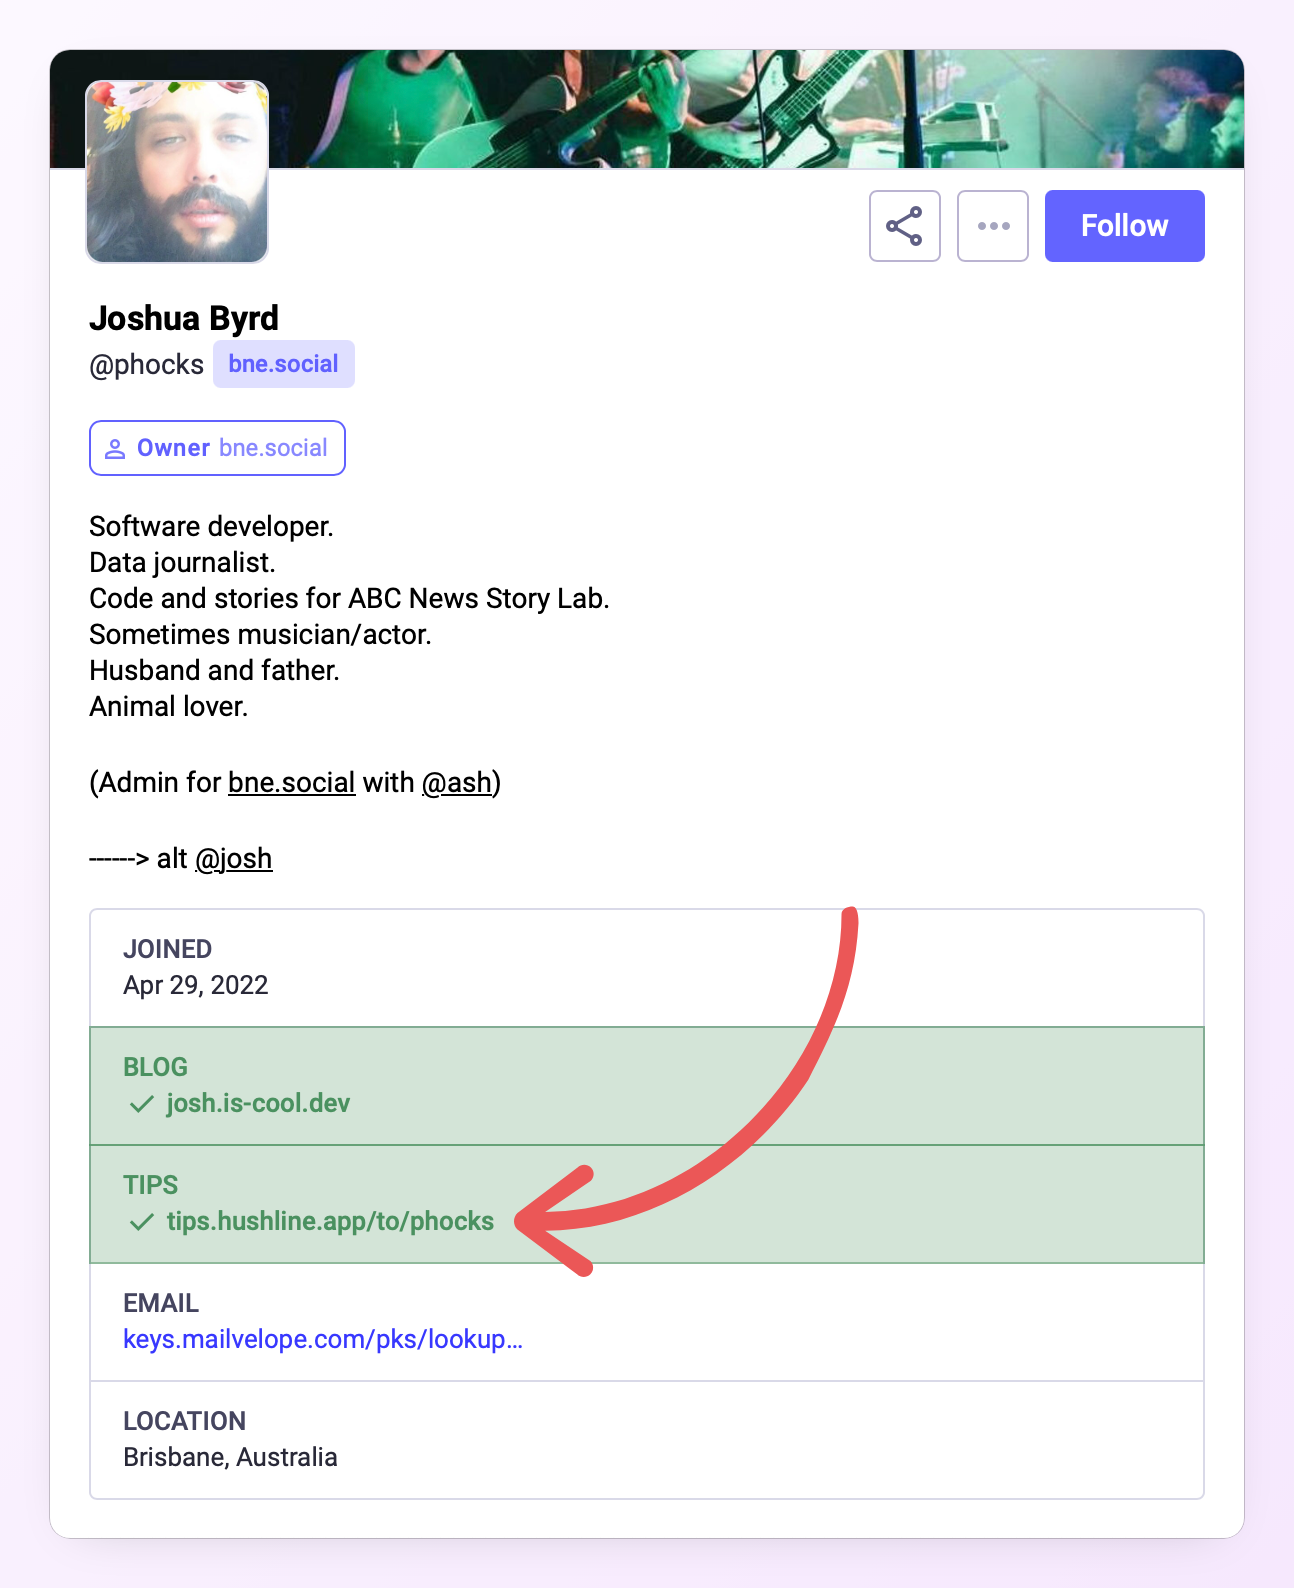 Follow
Joshua Byrd
@phocks bne.social
Owner bne.social
Software developer.
Data journalist.
Code and stories for ABC News Story Lab.
Sometimes musician/actor.
Husband and father.
Animal lover.
(Admin for bne.social with @ash)
------> alt @josh
JOINED
Apr 29, 2022
BLOG
josh.is-cool.dev
TIPS
tips.hushline.app/to/phocks
EMAIL
keys.mailvelope.com/pks/lookup…
LOCATION
Brisbane, Australia